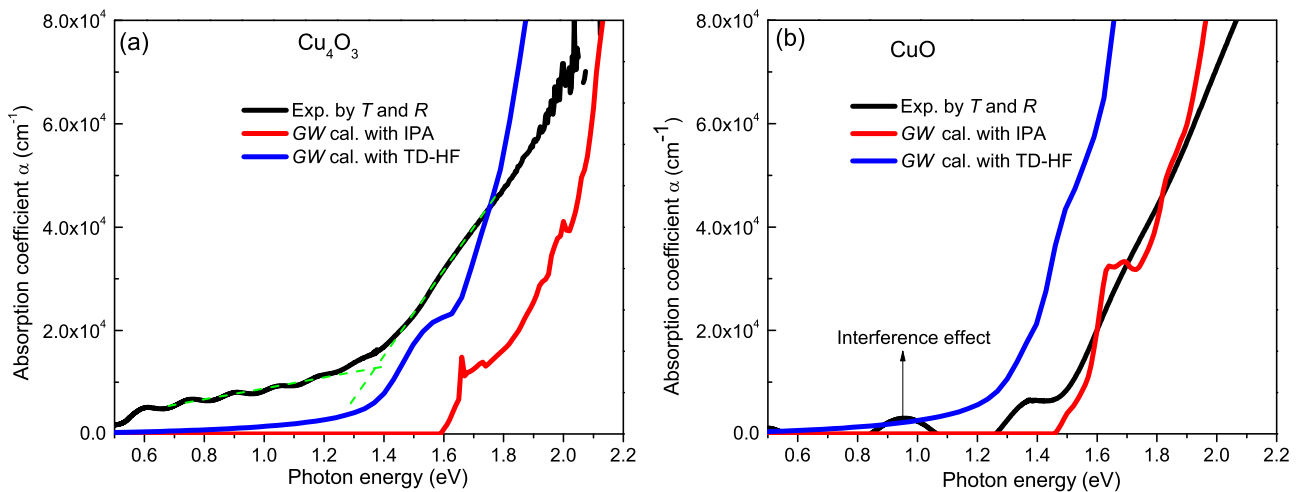 (a)
Cu4O3
Exp. by T and R
GW cal. with IPA
GW cal. with TD-HF
Absorption coefficient α (cm-1)
8.0x10^4
6.0x10^4
4.0x10^4
2.0x10^4
0.0
0.6 0.8 1.0 1.2 1.4 1.6 1.8 2.0 2.2
Photon energy (eV)
(b)
CuO
Exp. by T and R
GW cal. with IPA
GW cal. with TD-HF
Interference effect
Absorption coefficient α (cm-1)
8.0x10^4
6.0x10^4
4.0x10^4
2.0x10^4
0.0
0.6 0.8 1.0 1.2 1.4 1.6 1.8 2.0 2.2
Photon energy (eV)